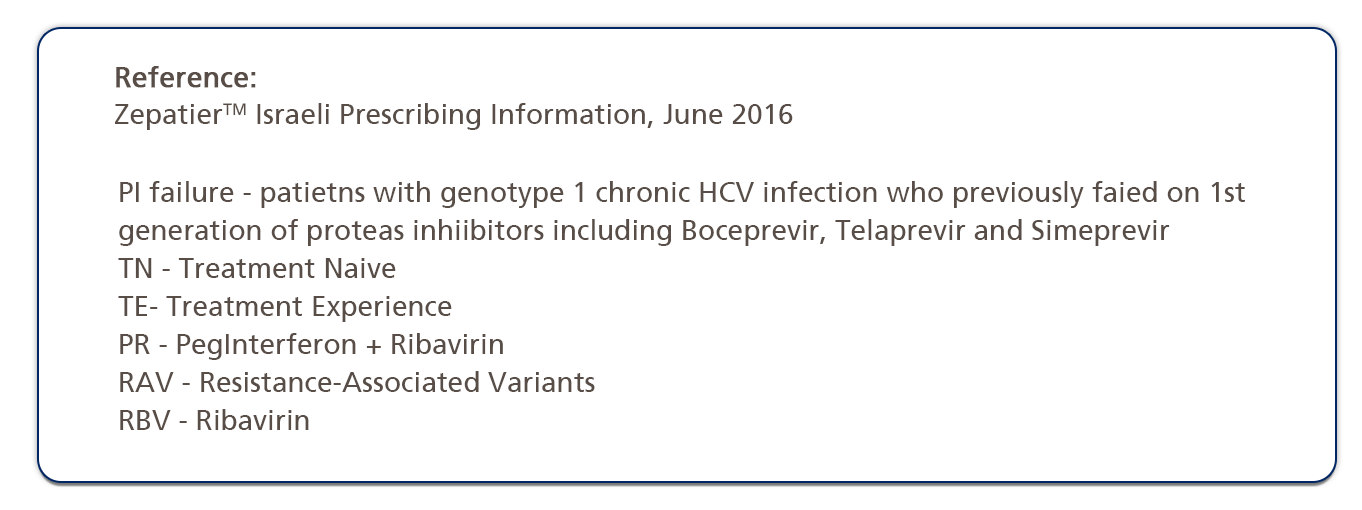 Reference:
Zepatier™ Israeli Prescribing Information, June 2016
PI failure - patietns with genotype 1 chronic HCV infection who previously faied on 1st
generation of proteas inhiibitors including Boceprevir, Telaprevir and Simeprevir
TN - Treatment Naive
TE- Treatment Experience
PR - PegInterferon + Ribavirin
RAV - Resistance-Associated Variants
RBV - Ribavirin